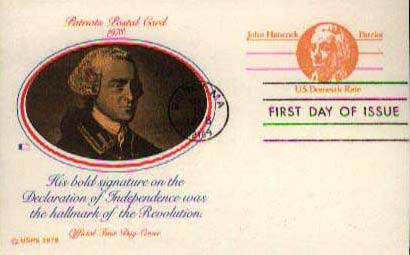 Patriots Postal Card
1978
John Hancock Patriot
U.S. Domestic Rate
FIRST DAY OF ISSUE
MA
His bold signature on the
Declaration of Independence was
the hallmark of the Revolution.
Official First Day Cover
© USPS 1978